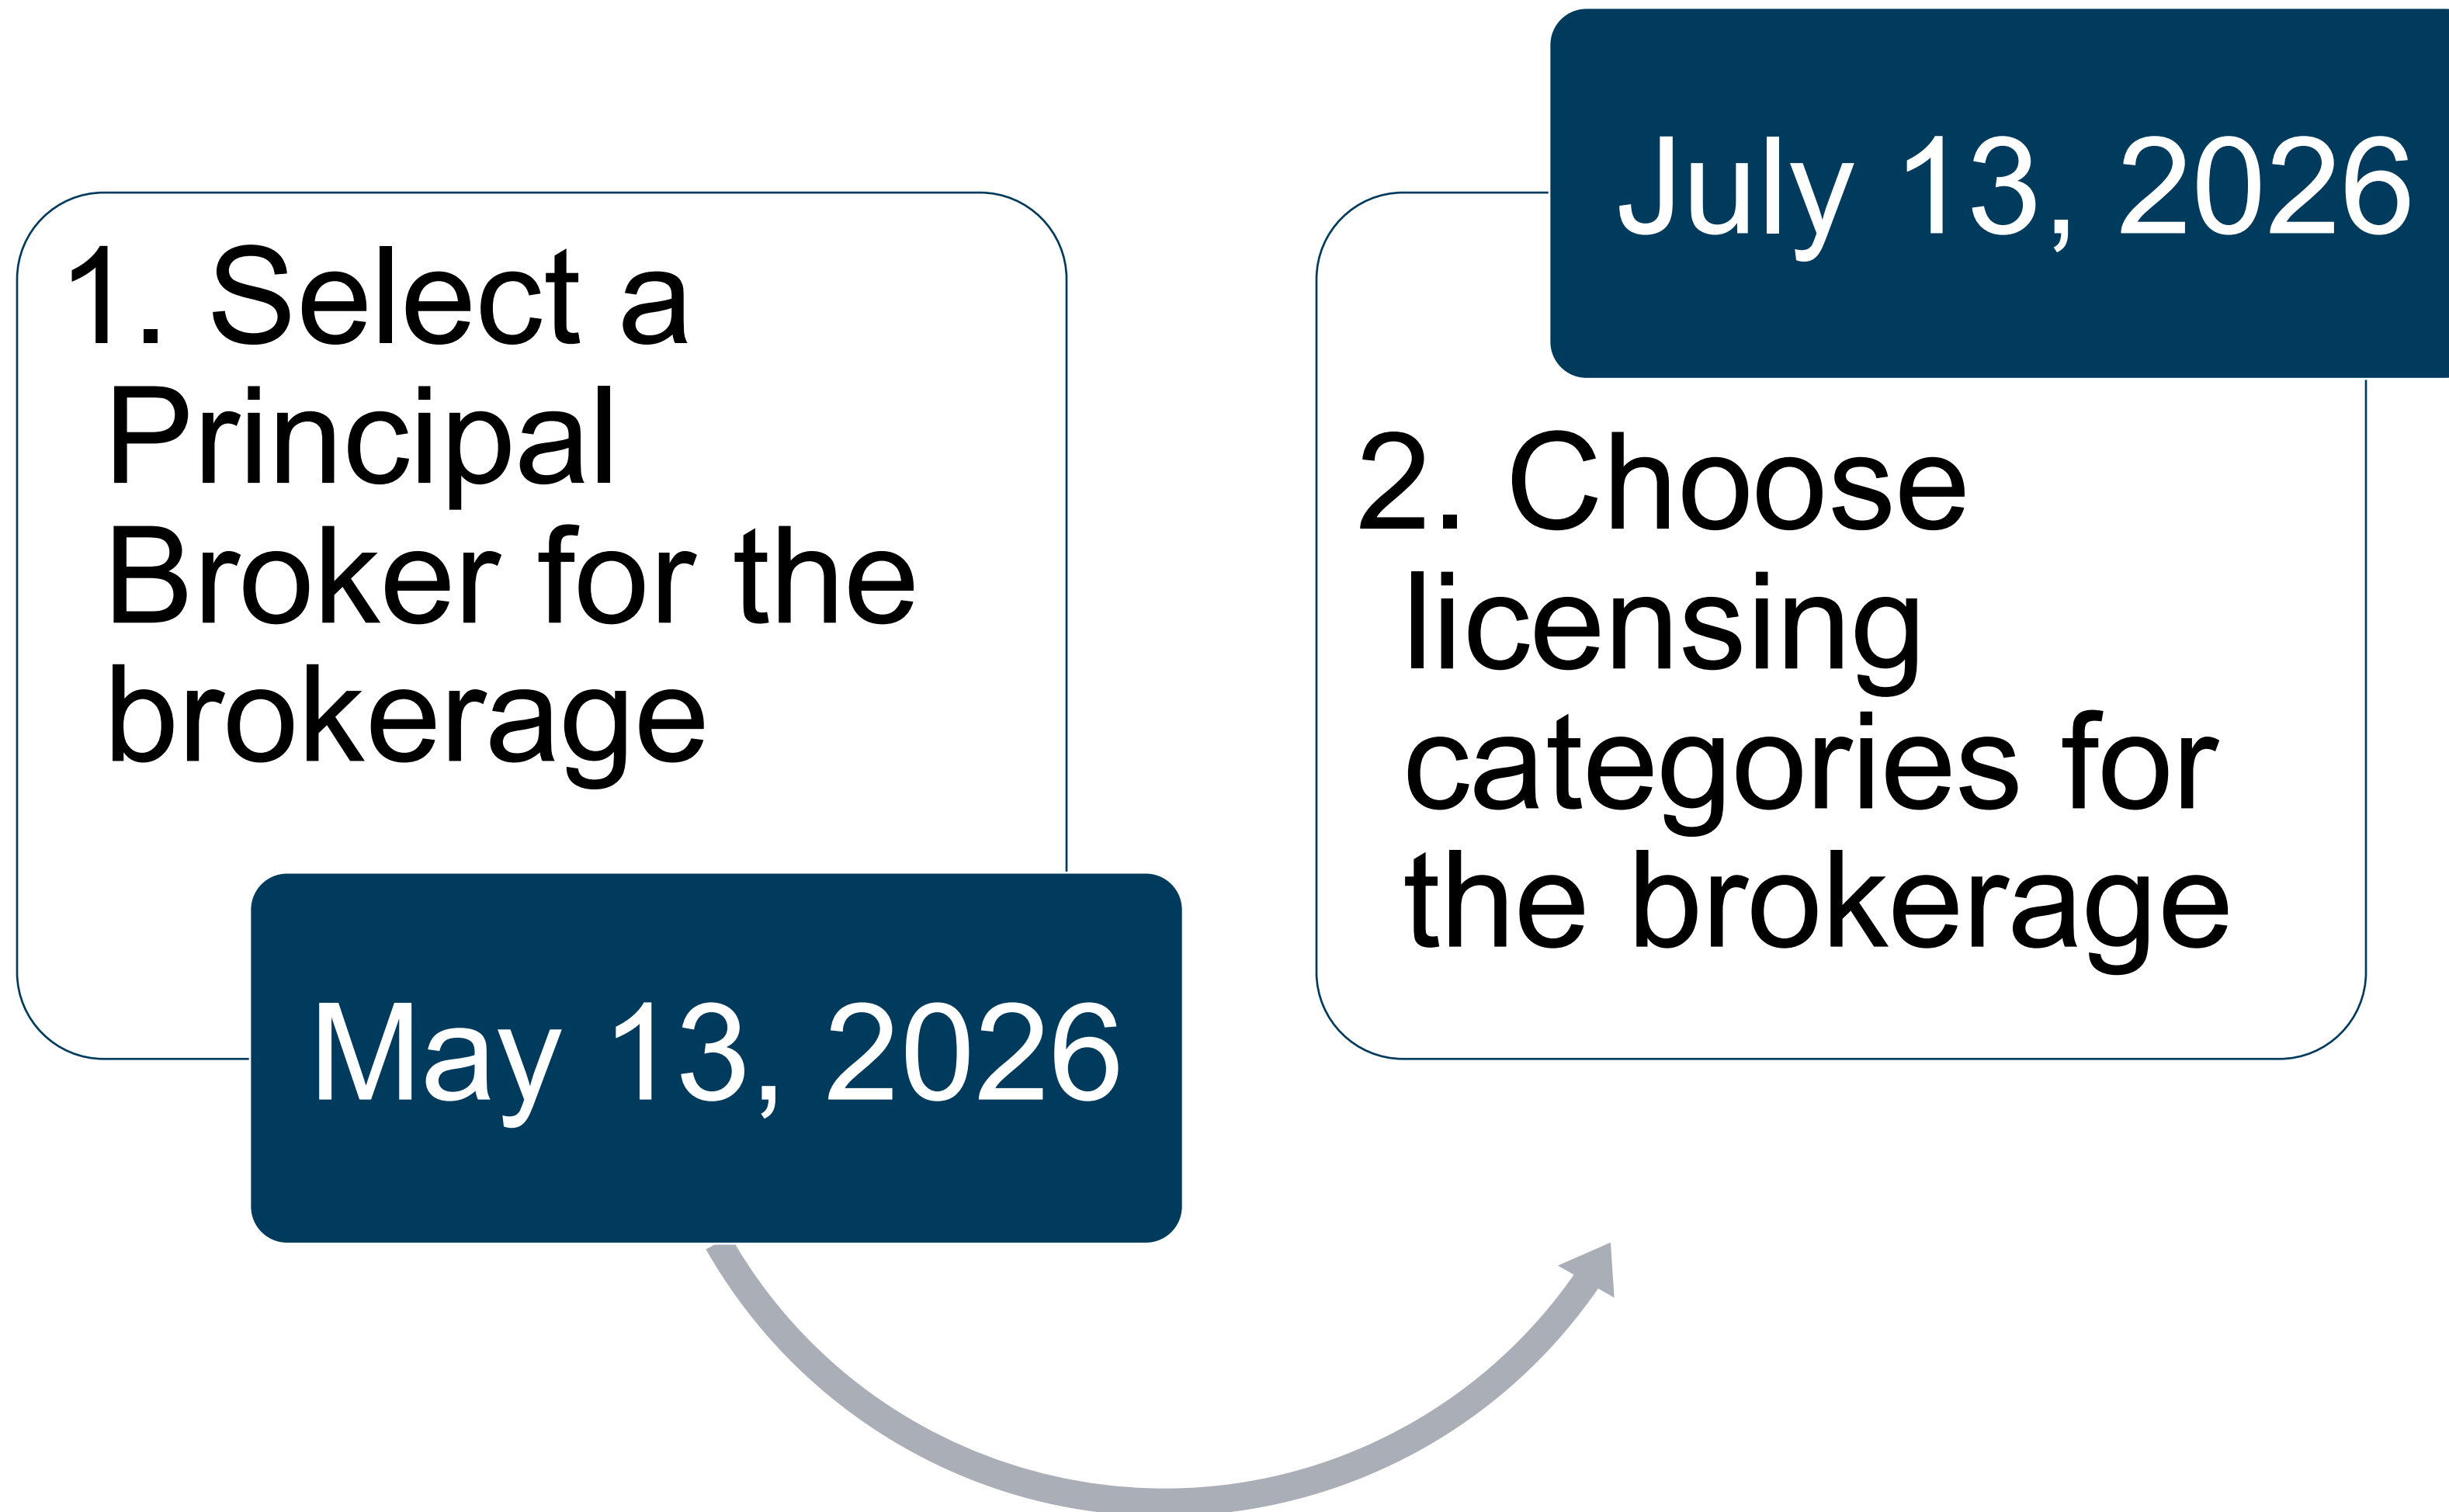 1. Select a
Principal
Broker for the
brokerage
May 13, 2026
July 13, 2026
2. Choose
licensing
categories for
the brokerage